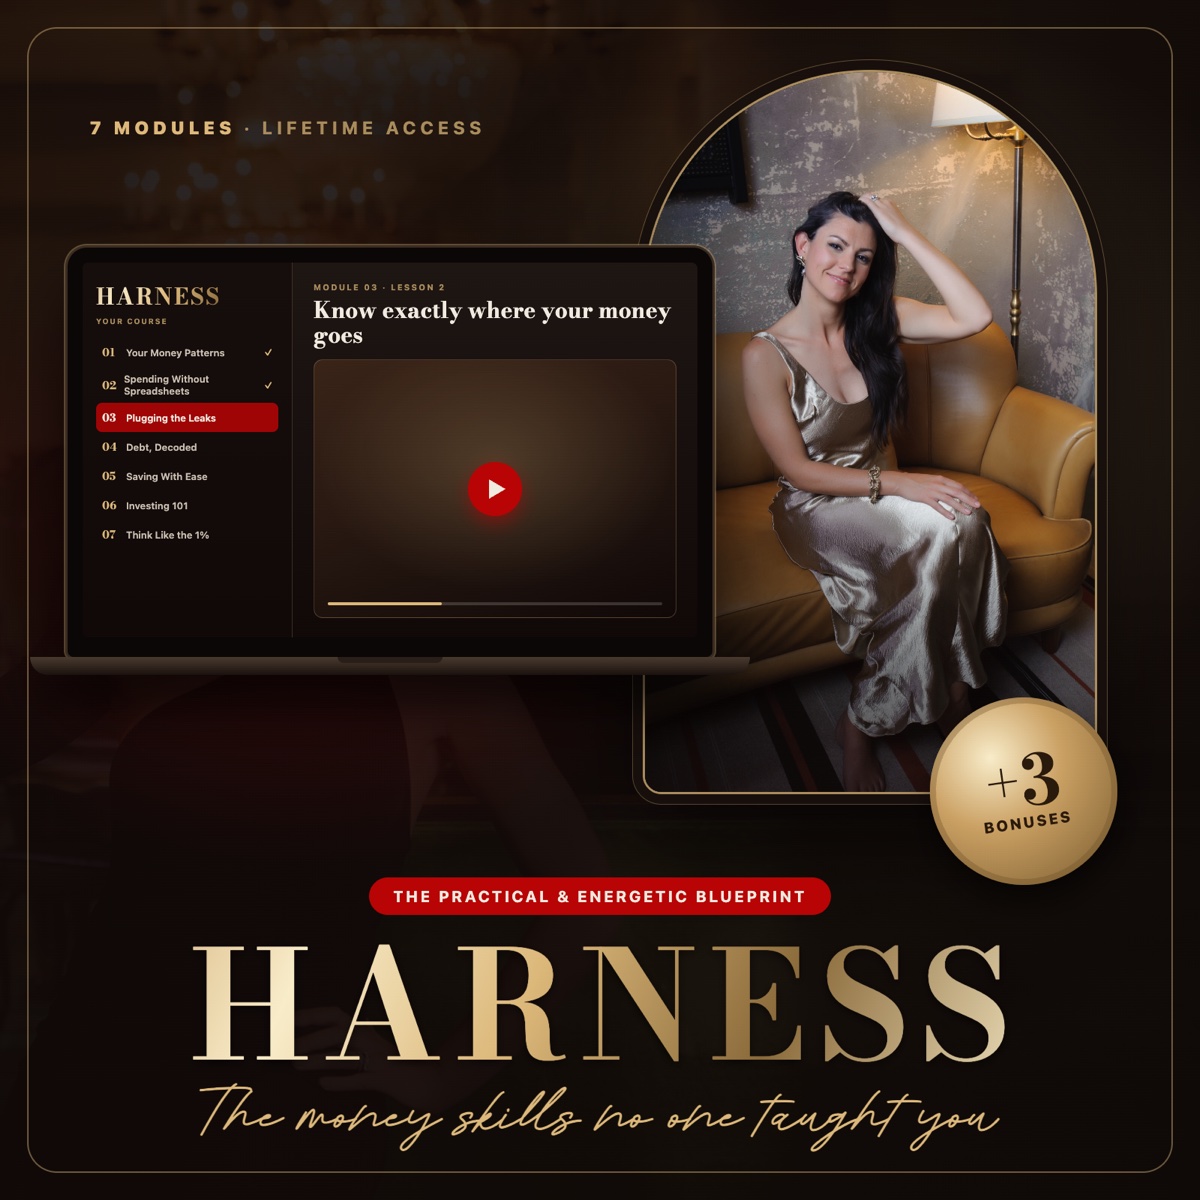 7 MODULES · LIFETIME ACCESS
HARNESS
YOUR COURSE
01 Your Money Patterns ✓
02 Spending Without
Spreadsheets ✓
03 Plugging the Leaks
04 Debt, Decoded
05 Saving With Ease
06 Investing 101
07 Think Like the 1%
MODULE 03 · LESSON 2
Know exactly where your money
goes
+3
BONUSES
THE PRACTICAL & ENERGETIC BLUEPRINT
HARNESS
The money skills no one taught you